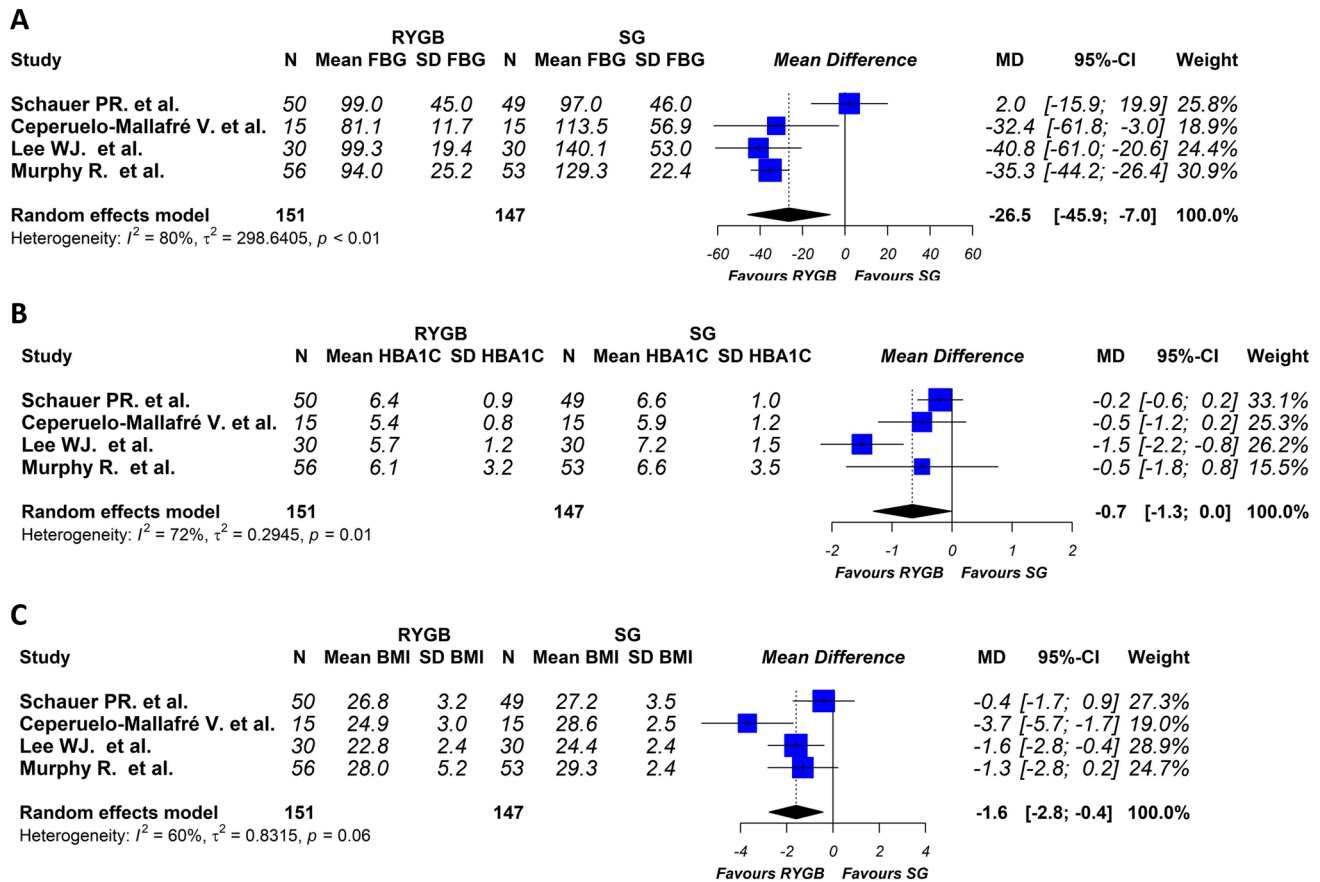 A
RYGB SG
Study N Mean FBG SD FBG N Mean FBG SD FBG Mean Difference MD 95%-CI Weight
Schauer PR. et al. 50 99.0 45.0 49 97.0 46.0 2.0 [-15.9; 19.9] 25.8%
Ceperuelo-Mallafré V. et al. 15 81.1 11.7 15 113.5 56.9 -32.4 [-61.8; -3.0] 18.9%
Lee WJ. et al. 30 99.3 19.4 30 140.1 53.0 -40.8 [-61.0; -20.6] 24.4%
Murphy R. et al. 56 94.0 25.2 53 129.3 22.4 -35.3 [-44.2; -26.4] 30.9%
Random effects model 151 147 -26.5 [-45.9; -7.0] 100.0%
Heterogeneity: I² = 80%, τ² = 298.6405, p < 0.01
-60 -40 -20 0 20 40 60
Favours RYGB Favours SG
B
RYGB SG
Study N Mean HBA1C SD HBA1C N Mean HBA1C SD HBA1C Mean Difference MD 95%-CI Weight
Schauer PR. et al. 50 6.4 0.9 49 6.6 1.0 -0.2 [-0.6; 0.2] 33.1%
Ceperuelo-Mallafré V. et al. 15 5.4 0.8 15 5.9 1.2 -0.5 [-1.2; 0.2] 25.3%
Lee WJ. et al. 30 5.7 1.2 30 7.2 1.5 -1.5 [-2.2; -0.8] 26.2%
Murphy R. et al. 56 6.1 3.2 53 6.6 3.5 -0.5 [-1.8; 0.8] 15.5%
Random effects model 151 147 -0.7 [-1.3; 0.0] 100.0%
Heterogeneity: I² = 72%, τ² = 0.2945, p = 0.01
-2 -1 0 1 2
Favours RYGB Favours SG
C
RYGB SG
Study N Mean BMI SD BMI N Mean BMI SD BMI Mean Difference MD 95%-CI Weight
Schauer PR. et al. 50 26.8 3.2 49 27.2 3.5 -0.4 [-1.7; 0.9] 27.3%
Ceperuelo-Mallafré V. et al. 15 24.9 3.0 15 28.6 2.5 -3.7 [-5.7; -1.7] 19.0%
Lee WJ. et al. 30 22.8 2.4 30 24.4 2.4 -1.6 [-2.8; -0.4] 28.9%
Murphy R. et al. 56 28.0 5.2 53 29.3 2.4 -1.3 [-2.8; 0.2] 24.7%
Random effects model 151 147 -1.6 [-2.8; -0.4] 100.0%
Heterogeneity: I² = 60%, τ² = 0.8315, p = 0.06
-4 -2 0 2 4
Favours RYGB Favours SG